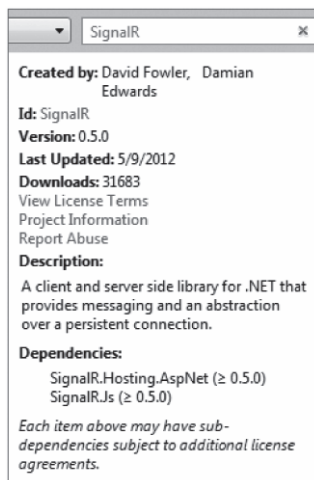 SignalR
Created by: David Fowler, Damian
Edwards
Id: SignalR
Version: 0.5.0
Last Updated: 5/9/2012
Downloads: 31683
View License Terms
Project Information
Report Abuse
Description:
A client and server side library for .NET that
provides messaging and an abstraction
over a persistent connection.
Dependencies:
SignalR.Hosting.AspNet (≥ 0.5.0)
SignalR.Js (≥ 0.5.0)
Each item above may have sub-
dependencies subject to additional license
agreements.